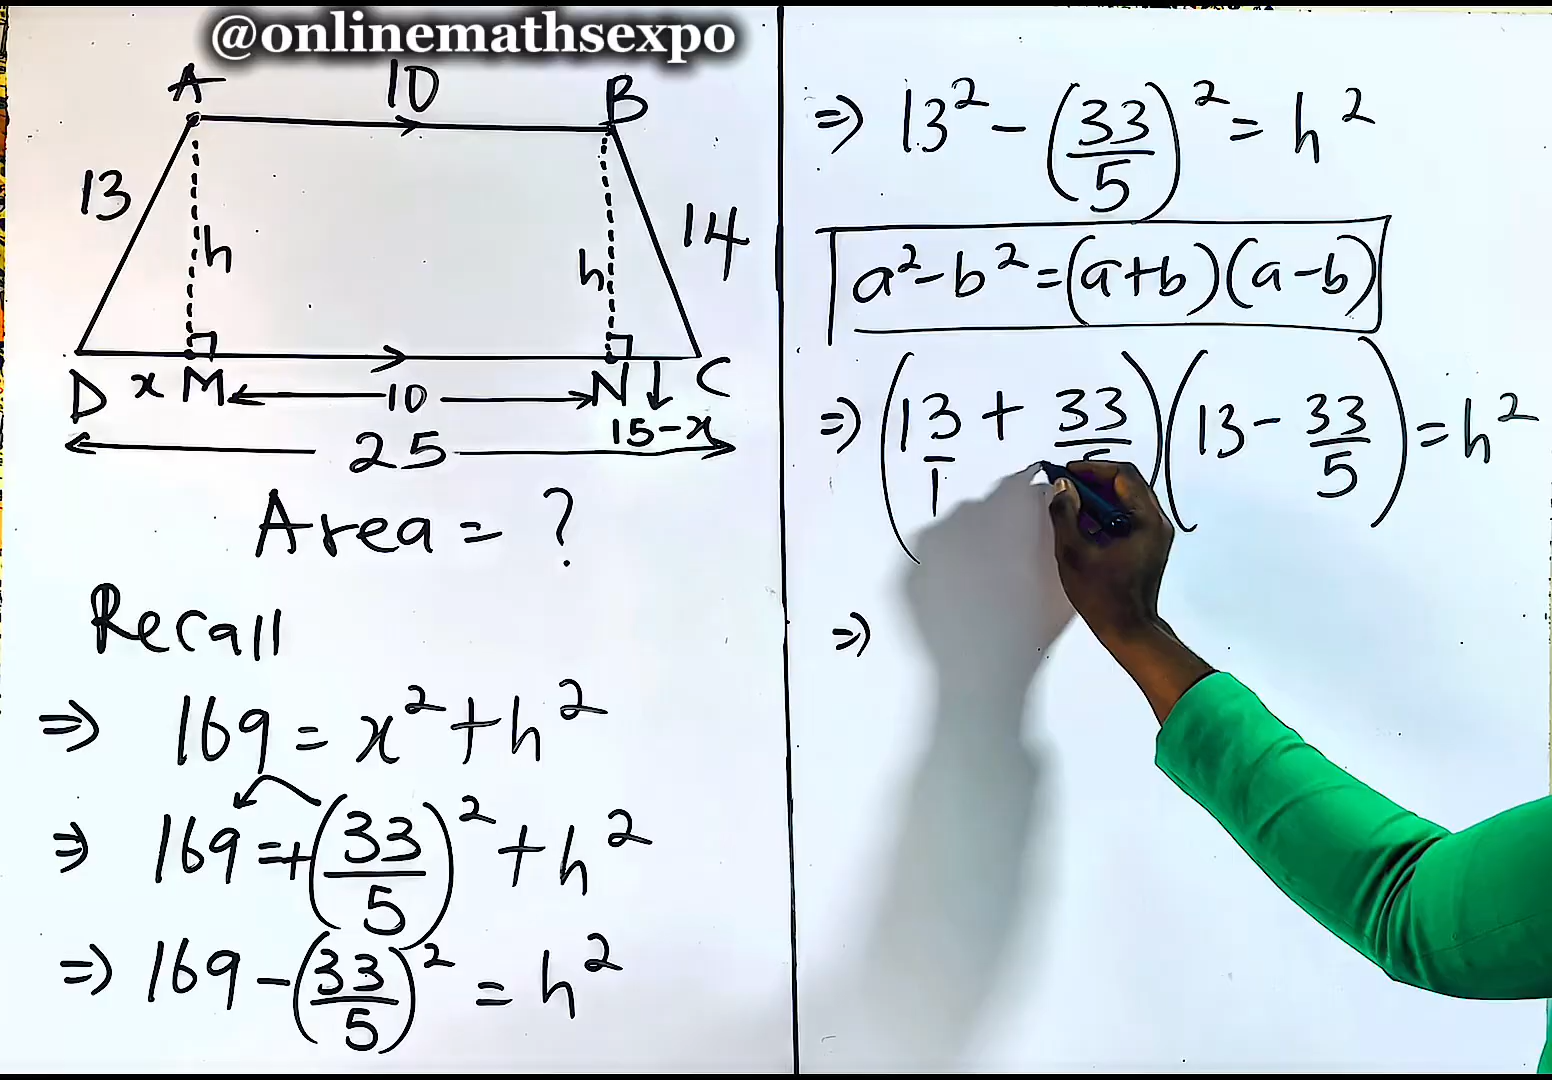 @onlinemathsexpo
A 10 B
13 h h 14
D x M 10 N ↓ C
15-x
25
Area = ?
Recall
⇒ 169 = x² + h²
⇒ 169 = +(33/5)² + h²
⇒ 169 - (33/5)² = h²
⇒ 13² - (33/5)² = h²
a² - b² = (a+b)(a-b)
⇒ (13/1 + 33/5)(13 - 33/5) = h²
⇒